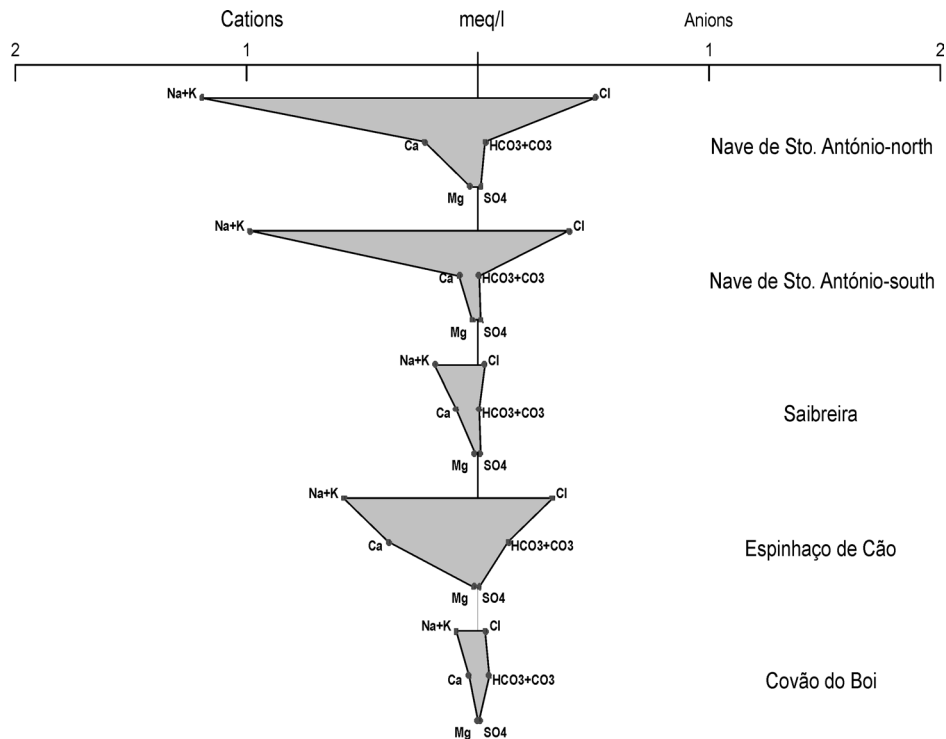 Cations meq/l Anions
2 1 1 2
Na+K Cl
Ca HCO3+CO3 Nave de Sto. António-north
Mg SO4
Na+K Cl
Ca HCO3+CO3 Nave de Sto. António-south
Mg SO4
Na+K Cl
Ca HCO3+CO3 Saibreira
Mg SO4
Na+K Cl
Ca HCO3+CO3 Espinhaço de Cão
Mg SO4
Na+K Cl
Ca HCO3+CO3 Covão do Boi
Mg SO4